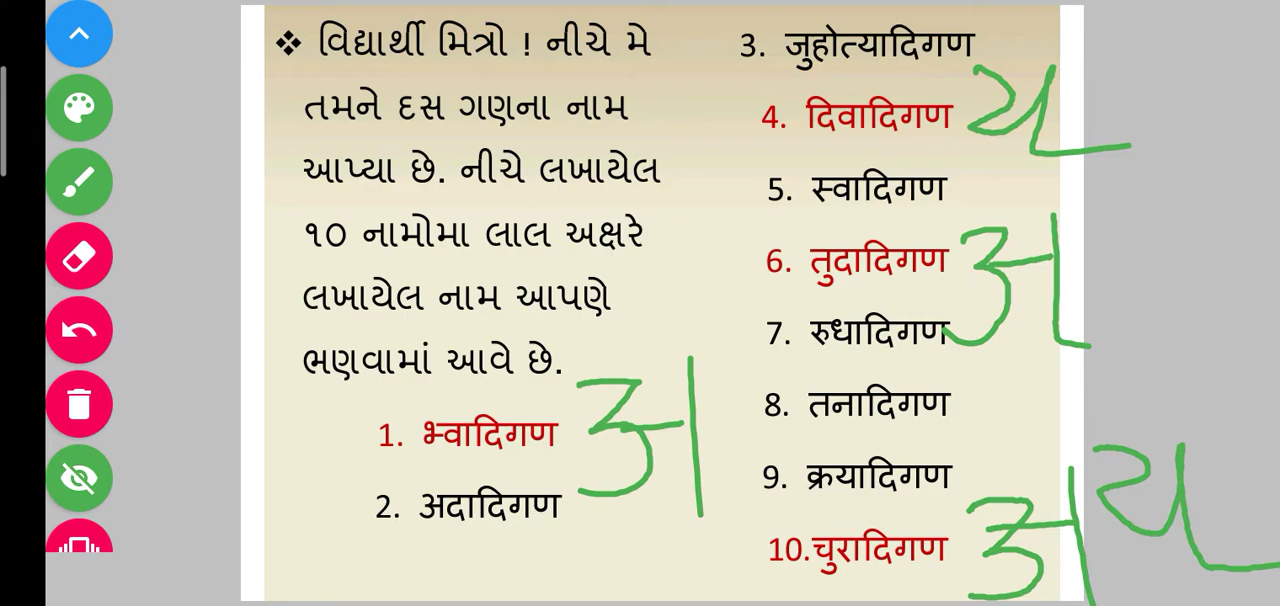 ❖ વિદ્યાર્થી મિત્રો ! નીચે મે
તમને દસ ગણના નામ
આપ્યા છે. નીચે લખાયેલ
૧૦ નામોમા લાલ અક્ષરે
લખાયેલ નામ આપણે
ભણવામાં આવે છે.
1. भ्वादिगण अ
2. अदादिगण
3. जुहोत्यादिगण
4. दिवादिगण ય
5. स्वादिगण
6. तुदादिगण अ
7. रुधादिगण
8. तनादिगण
9. क्रयादिगण
10.चुरादिगण अય